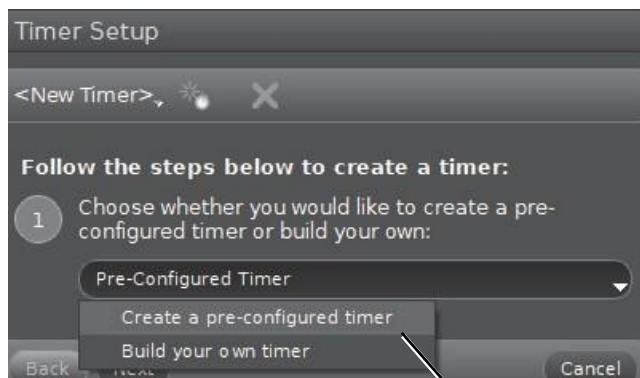 Timer Setup
<New Timer>
Follow the steps below to create a timer:
1
Choose whether you would like to create a pre-
configured timer or build your own:
Pre-Configured Timer
Create a pre-configured timer
Build your own timer
Back
Next
Cancel